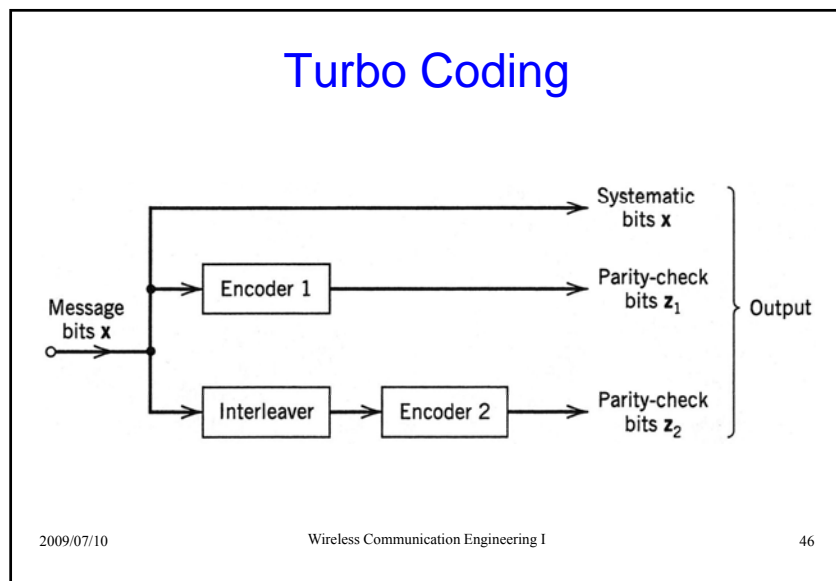 Turbo Coding
Systematic
bits x
Encoder 1
Parity-check
bits z₁
Message
bits x
Output
Interleaver
Encoder 2
Parity-check
bits z₂
2009/07/10
Wireless Communication Engineering I
46